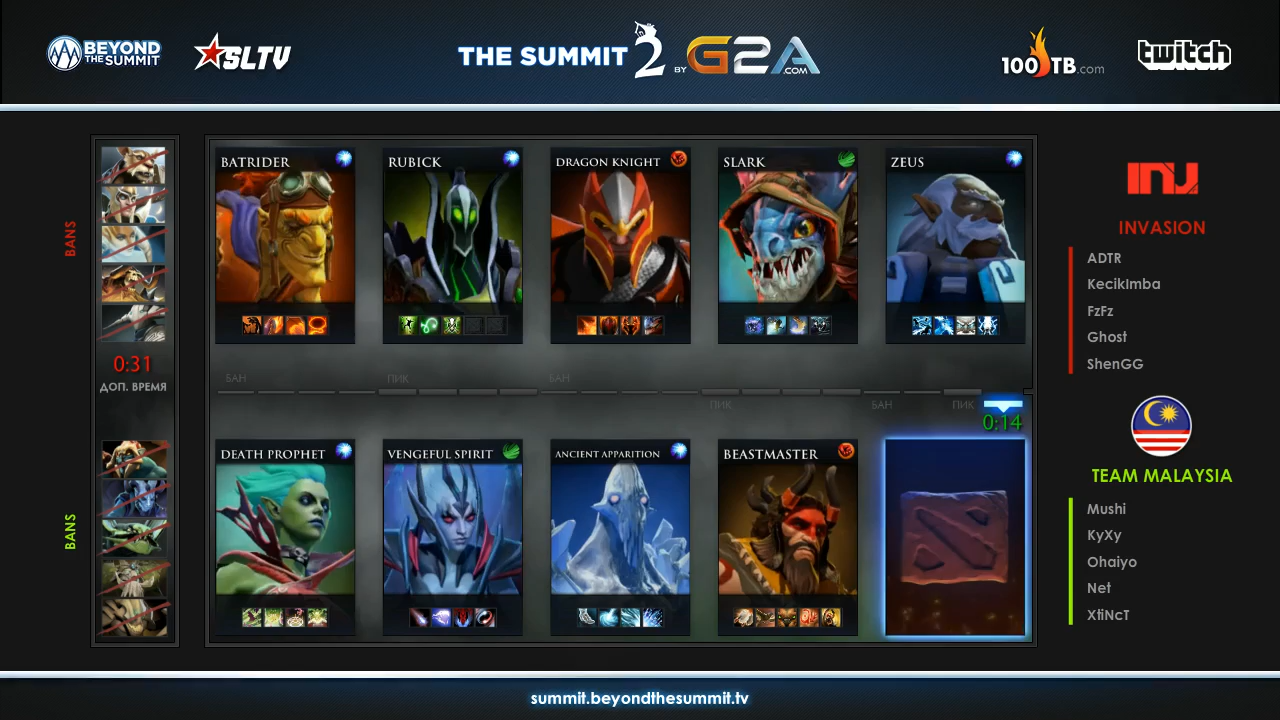 BEYOND
THE SUMMIT
SLTV
THE SUMMIT 2 BY G2A
.COM
100TB.com
twitch
BANS
BATRIDER
RUBICK
DRAGON KNIGHT
SLARK
ZEUS
0:31
ДОП. ВРЕМЯ
БАН
ПИК
БАН
ПИК
БАН
ПИК
0:14
BANS
DEATH PROPHET
VENGEFUL SPIRIT
ANCIENT APPARITION
BEASTMASTER
INVASION
ADTR
KecikImba
FzFz
Ghost
ShenGG
TEAM MALAYSIA
Mushi
KyXy
Ohaiyo
Net
XtiNcT
summit.beyondthesummit.tv